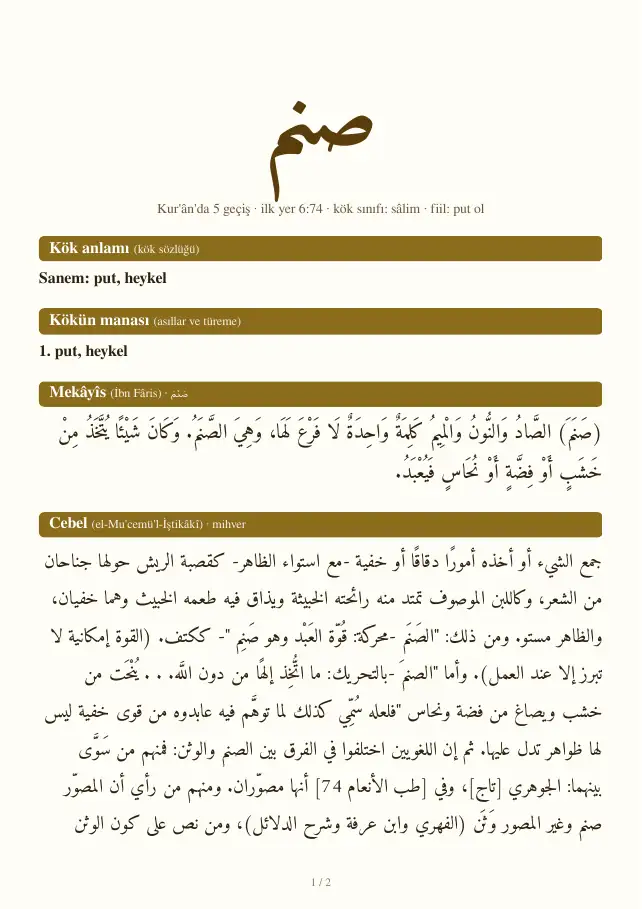 صنم
Kur'ân'da 5 geçiş · ilk yer 6:74 · kök sınıfı: sâlim · fiil: put ol
Kök anlamı (kök sözlüğü)
Sanem: put, heykel
Kökün manası (asıllar ve türeme)
1. put, heykel
Mekâyîs (İbn Fâris) · صَنَمَ
(صَنَمَ) الصَّادُ وَالنُّونُ وَالْمِيمُ كَلِمَةٌ وَاحِدَةٌ لَا فَرْعَ لَهَا، وَهِيَ الصَّنَمُ. وَكَانَ شَيْئًا يُتَّخَذُ مِنْ
خَشَبٍ أَوْ فِضَّةٍ أَوْ نُحَاسٍ فَيُعْبَدُ.
Cebel (el-Mu'cemü'l-İştikâkî) · mihver
جمع الشيء أو أخذه أمورًا دقاقًا أو خفية -مع استواء الظاهر- كقصبة الريش حولها جناحان
من الشعر، وكاللبن الموصوف تمتد منه رائحته الخبيثة ويذاق فيه طعمه الخبيث وهما خفيان،
والظاهر مستو. ومن ذلك: "الصَنَمَ -محركة: قُوّة العَبْد وهو صَنِم "- ككتف. (القوة إمكانية لا
تبرز إلا عند العمل). وأما "الصنمَ -بالتحريك: ما اتُّخِذ إلهًا من دون اللَّه. . . يُنْحَت من
خشب ويصاغ من فضة ونحاس "فلعله سُمِّي كذلك لما توهَّم فيه عابدوه من قوى خفية ليس
لها ظواهر تدل عليها. ثم إن اللغويين اختلفوا في الفرق بين الصنم والوثن: فمنهم من سَوَّى
بينهما: الجوهري [تاج]، وفي [طب الأنعام 74] أنها مصوّران. ومنهم من رأي أن المصوّر
صنم وغير المصور وَثَن (الفهري وابن عرفة وشرح الدلائل)، ومن نص على كون الوثن
1 / 2